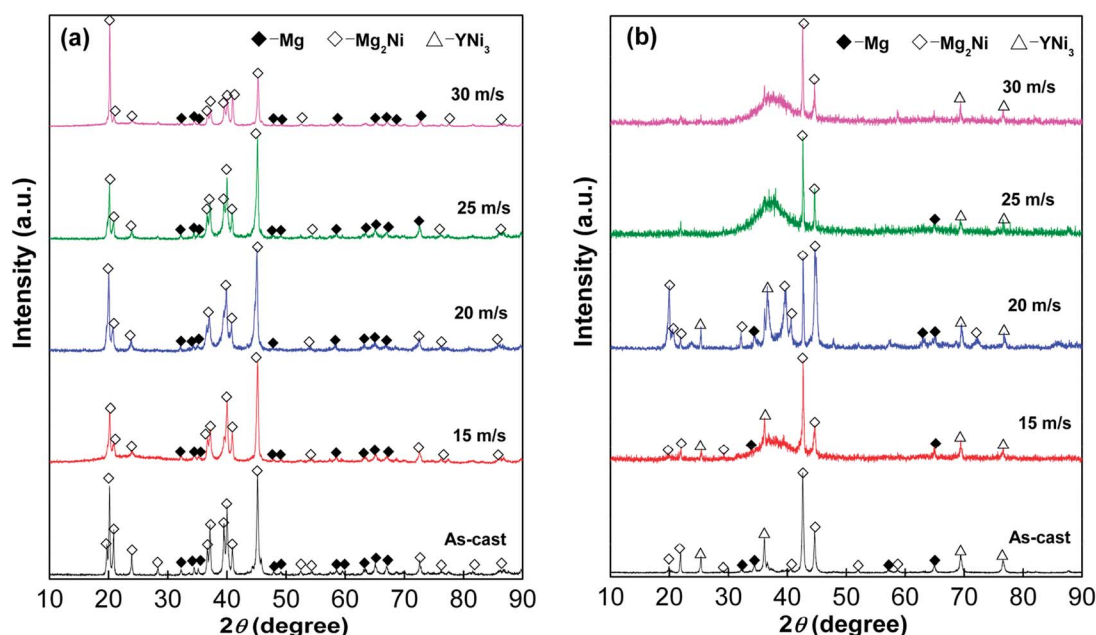 (a)
◆–Mg ◇–Mg₂Ni △–YNi₃
30 m/s
25 m/s
20 m/s
15 m/s
As-cast
Intensity (a.u.)
10 20 30 40 50 60 70 80 90
2θ (degree)
(b)
◆–Mg ◇–Mg₂Ni △–YNi₃
30 m/s
25 m/s
20 m/s
15 m/s
As-cast
Intensity (a.u.)
10 20 30 40 50 60 70 80 90
2θ (degree)